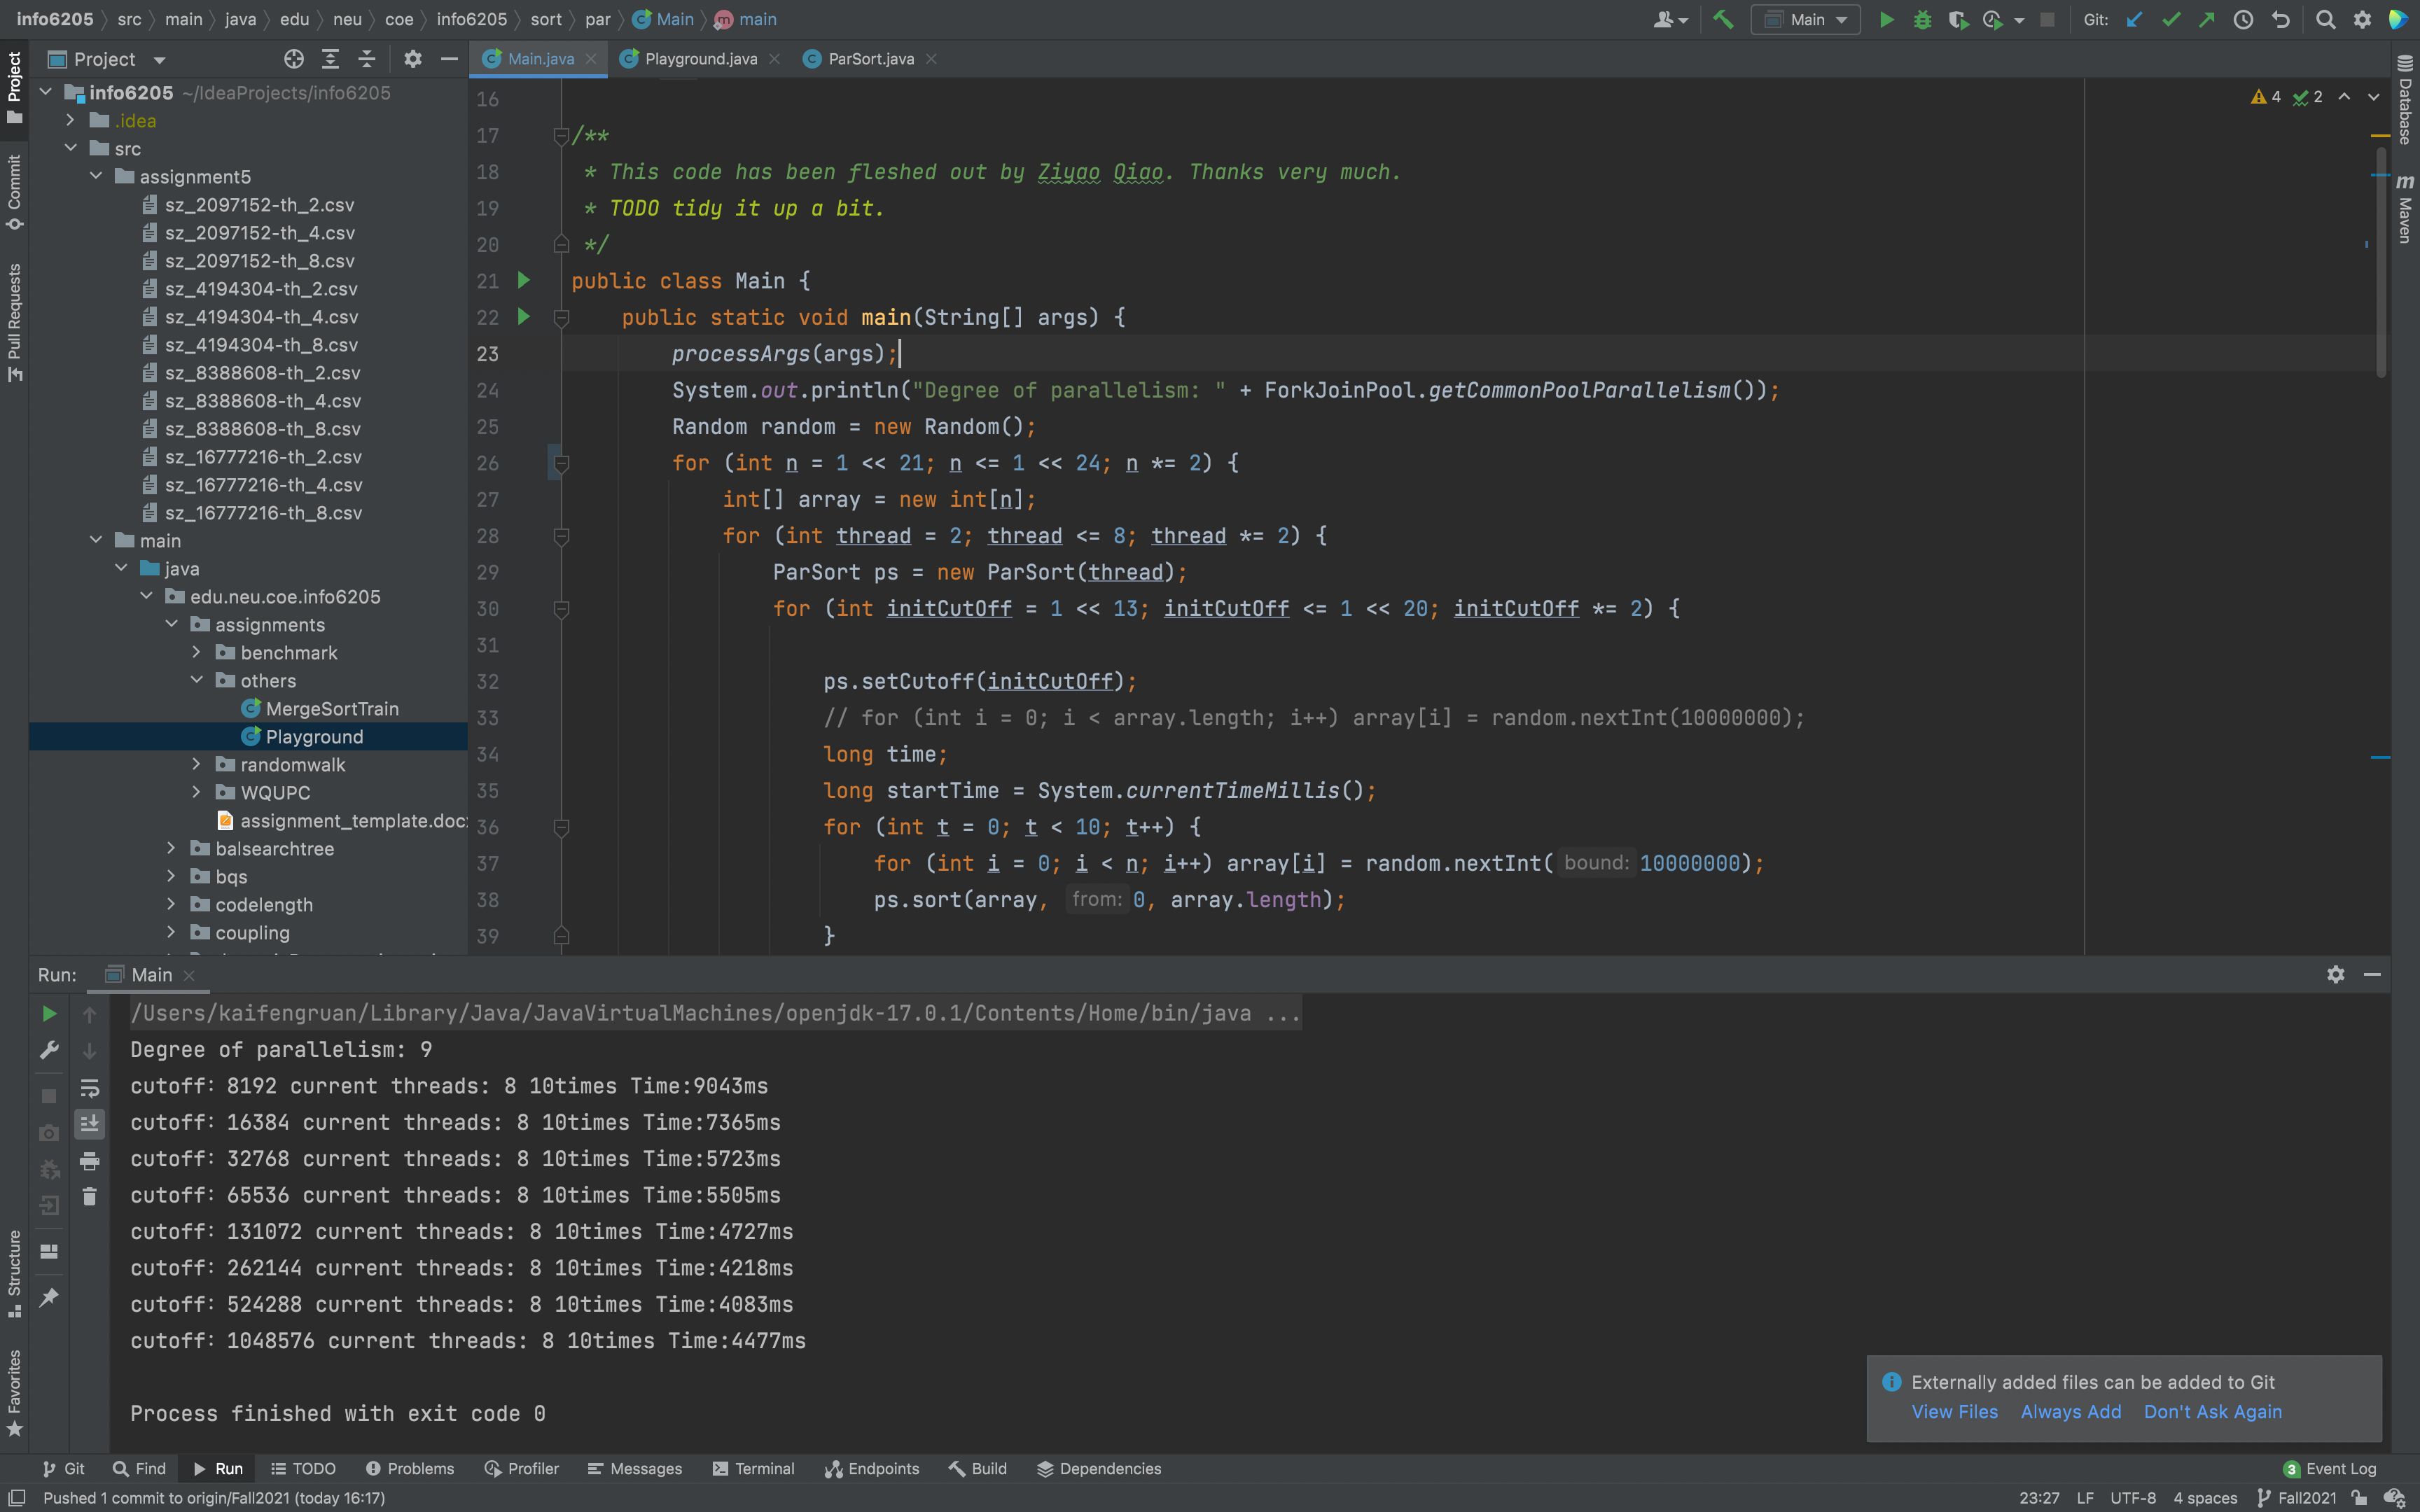 info6205 src main java edu neu coe info6205 sort par Main main
Main Git:
Project
Main.java Playground.java ParSort.java
info6205 ~/IdeaProjects/info6205
.idea
src
assignment5
sz_2097152-th_2.csv
sz_2097152-th_4.csv
sz_2097152-th_8.csv
sz_4194304-th_2.csv
sz_4194304-th_4.csv
sz_4194304-th_8.csv
sz_8388608-th_2.csv
sz_8388608-th_4.csv
sz_8388608-th_8.csv
sz_16777216-th_2.csv
sz_16777216-th_4.csv
sz_16777216-th_8.csv
main
java
edu.neu.coe.info6205
assignments
benchmark
others
MergeSortTrain
Playground
randomwalk
WQUPC
assignment_template.doc
balsearchtree
bqs
codelength
coupling
Project
Commit
Pull Requests
Structure
Favorites
4 2
16
17 /**
18 * This code has been fleshed out by Ziyao Qiao. Thanks very much.
19 * TODO tidy it up a bit.
20 */
21 public class Main {
22 public static void main(String[] args) {
23 processArgs(args);
24 System.out.println("Degree of parallelism: " + ForkJoinPool.getCommonPoolParallelism());
25 Random random = new Random();
26 for (int n = 1 << 21; n <= 1 << 24; n *= 2) {
27 int[] array = new int[n];
28 for (int thread = 2; thread <= 8; thread *= 2) {
29 ParSort ps = new ParSort(thread);
30 for (int initCutOff = 1 << 13; initCutOff <= 1 << 20; initCutOff *= 2) {
31
32 ps.setCutoff(initCutOff);
33 // for (int i = 0; i < array.length; i++) array[i] = random.nextInt(10000000);
34 long time;
35 long startTime = System.currentTimeMillis();
36 for (int t = 0; t < 10; t++) {
37 for (int i = 0; i < n; i++) array[i] = random.nextInt( bound: 10000000);
38 ps.sort(array, from: 0, array.length);
39 }
Database
m Maven
Run: Main
/Users/kaifengruan/Library/Java/JavaVirtualMachines/openjdk-17.0.1/Contents/Home/bin/java ...
Degree of parallelism: 9
cutoff: 8192 current threads: 8 10times Time:9043ms
cutoff: 16384 current threads: 8 10times Time:7365ms
cutoff: 32768 current threads: 8 10times Time:5723ms
cutoff: 65536 current threads: 8 10times Time:5505ms
cutoff: 131072 current threads: 8 10times Time:4727ms
cutoff: 262144 current threads: 8 10times Time:4218ms
cutoff: 524288 current threads: 8 10times Time:4083ms
cutoff: 1048576 current threads: 8 10times Time:4477ms
Process finished with exit code 0
Externally added files can be added to Git
View Files Always Add Don't Ask Again
Git Find Run TODO Problems Profiler Messages Terminal Endpoints Build Dependencies 3 Event Log
Pushed 1 commit to origin/Fall2021 (today 16:17) 23:27 LF UTF-8 4 spaces Fall2021